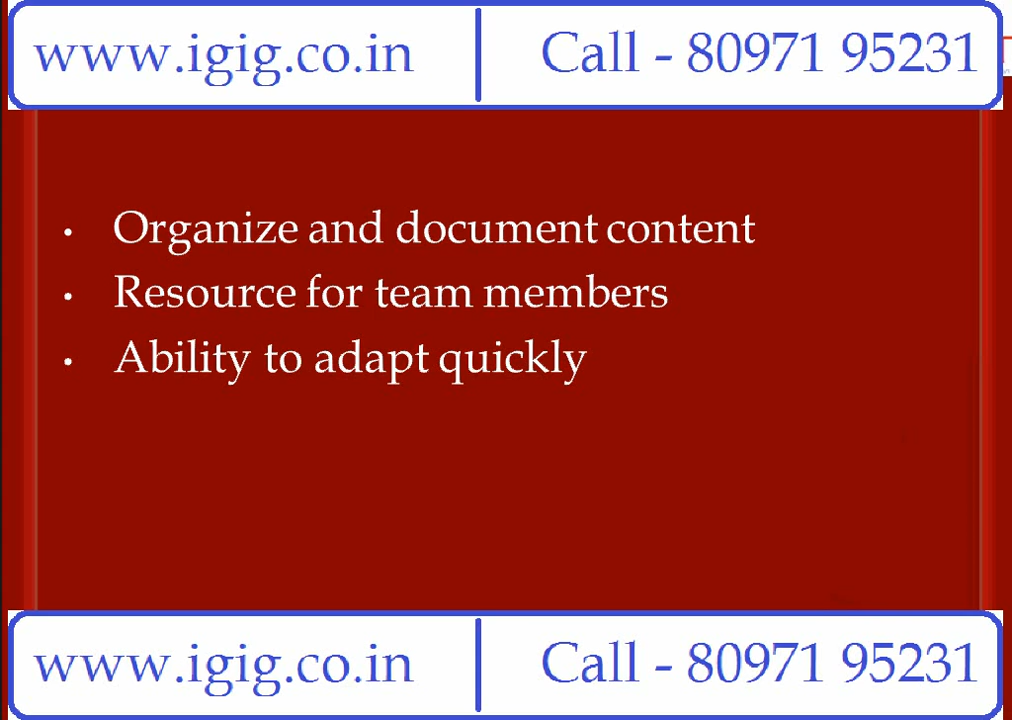 www.igig.co.in Call - 80971 95231
• Organize and document content
• Resource for team members
• Ability to adapt quickly
www.igig.co.in Call - 80971 95231